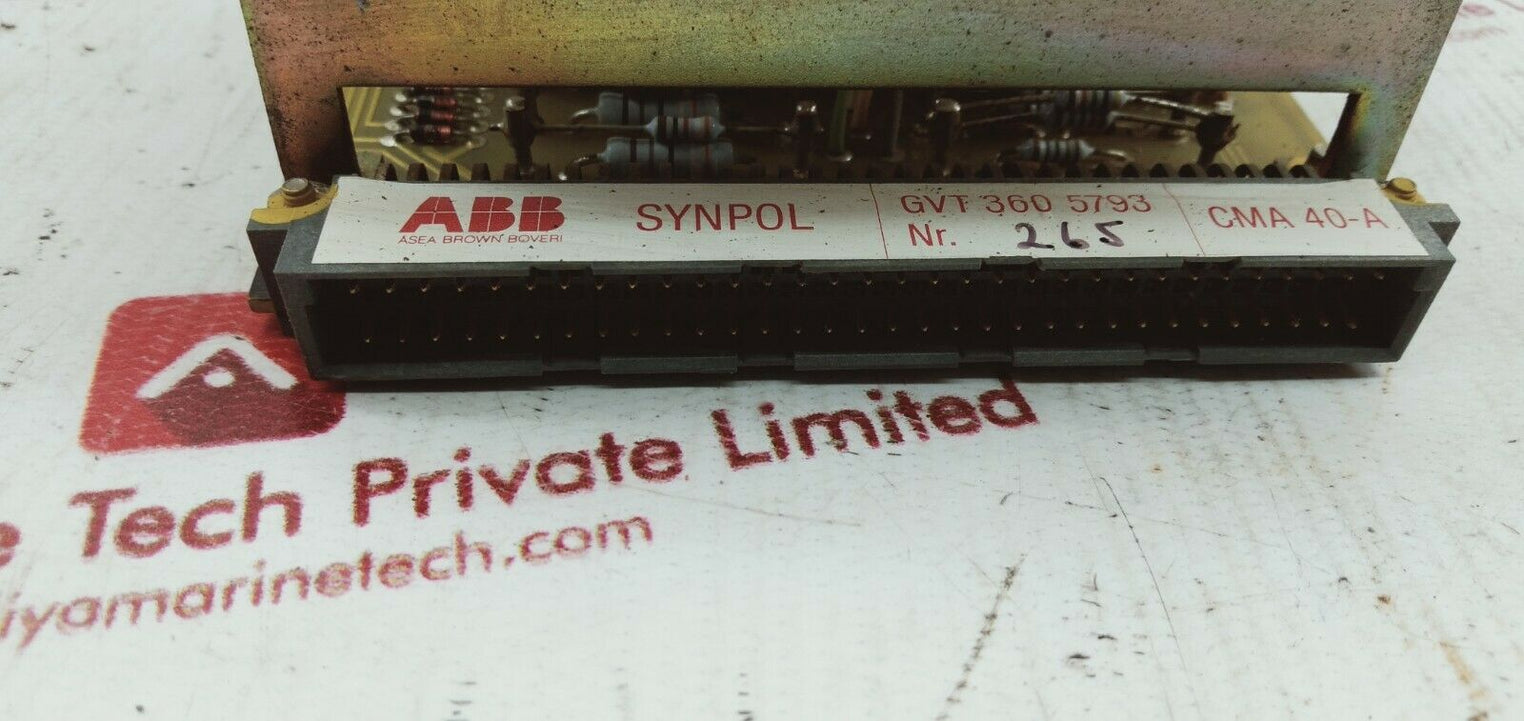 ABB SYNPOL GVT 360 5793 CMA 40-A
ASEA BROWN BOVERI Nr. 265
e Tech Private Limited
iyamarinetech.com